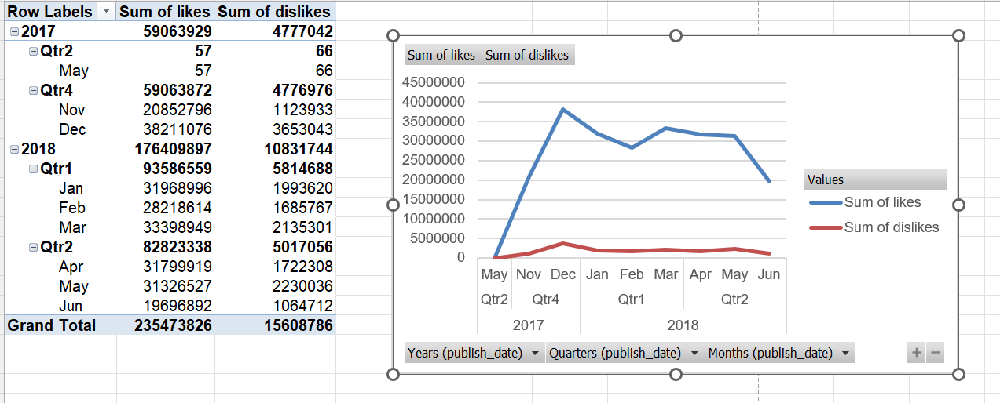 Row Labels Sum of likes Sum of dislikes
2017 59063929 4777042
Qtr2 57 66
May 57 66
Qtr4 59063872 4776976
Nov 20852796 1123933
Dec 38211076 3653043
2018 176409897 10831744
Qtr1 93586559 5814688
Jan 31968996 1993620
Feb 28218614 1685767
Mar 33398949 2135301
Qtr2 82823338 5017056
Apr 31799919 1722308
May 31326527 2230036
Jun 19696892 1064712
Grand Total 235473826 15608786
Sum of likes Sum of dislikes
45000000
40000000
35000000
30000000
25000000
20000000
15000000
10000000
5000000
0
May Nov Dec Jan Feb Mar Apr May Jun
Qtr2 Qtr4 Qtr1 Qtr2
2017 2018
Values
Sum of likes
Sum of dislikes
Years (publish_date) Quarters (publish_date) Months (publish_date) + −